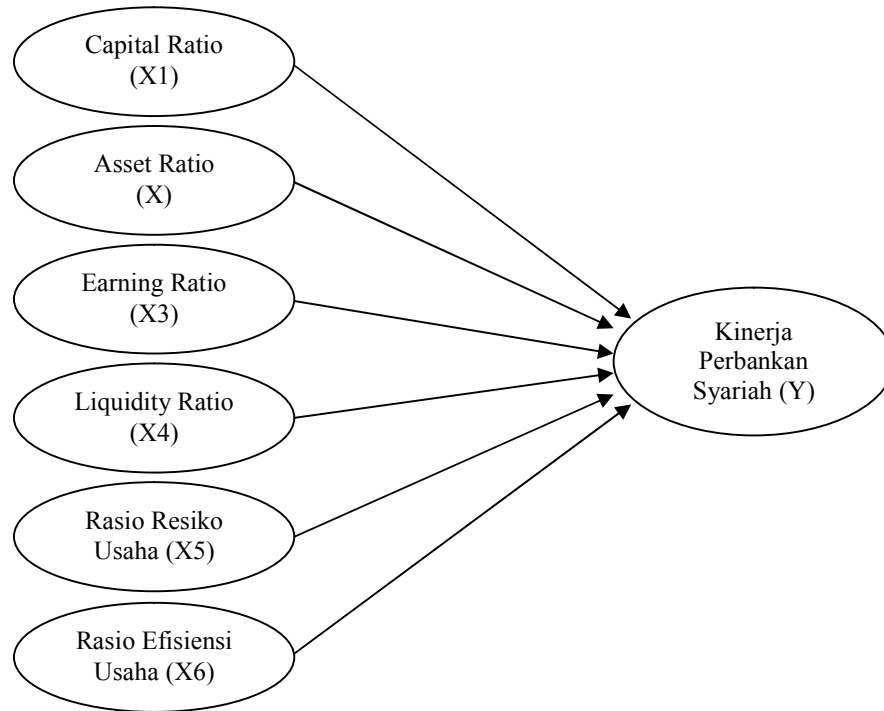 Capital Ratio
(X1)
Asset Ratio
(X)
Earning Ratio
(X3)
Liquidity Ratio
(X4)
Rasio Resiko
Usaha (X5)
Rasio Efisiensi
Usaha (X6)
Kinerja
Perbankan
Syariah (Y)